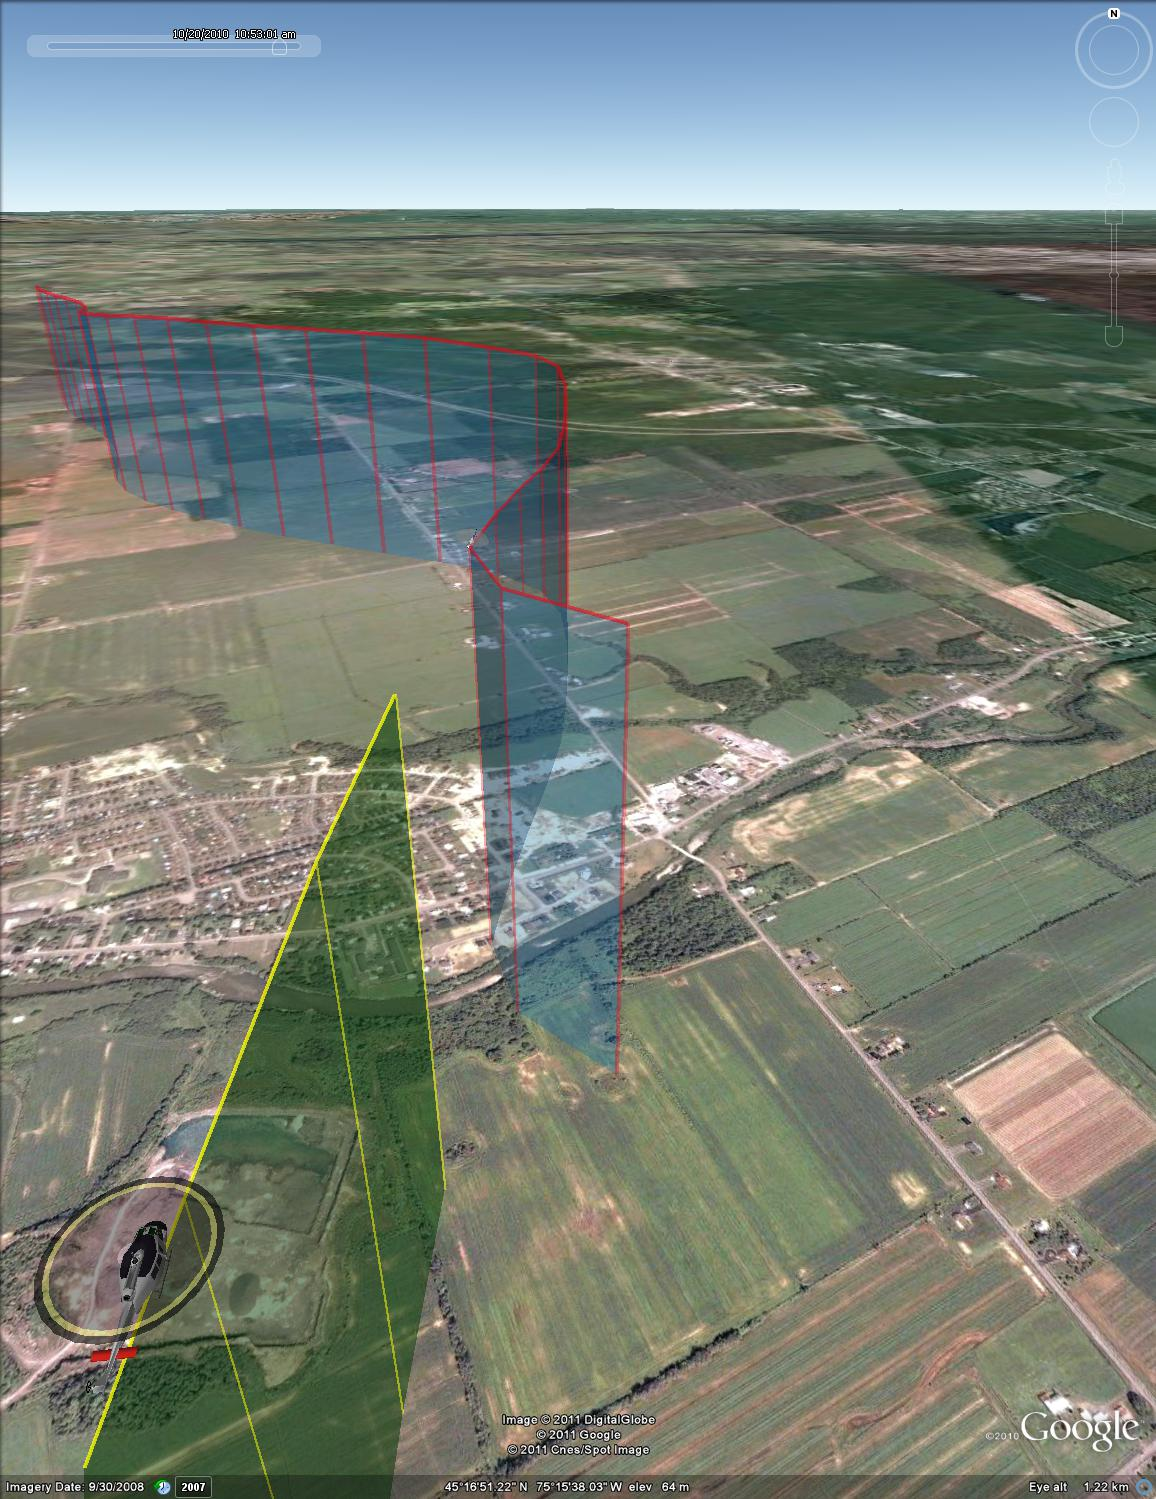 10/20/2010 10:53:01 am
N
Image © 2011 DigitalGlobe
© 2011 Google
© 2011 Cnes/Spot Image
©2010 Google
Imagery Date: 9/30/2008 2007 45°16'51.22" N 75°15'38.03" W elev 64 m Eye alt 1.22 km